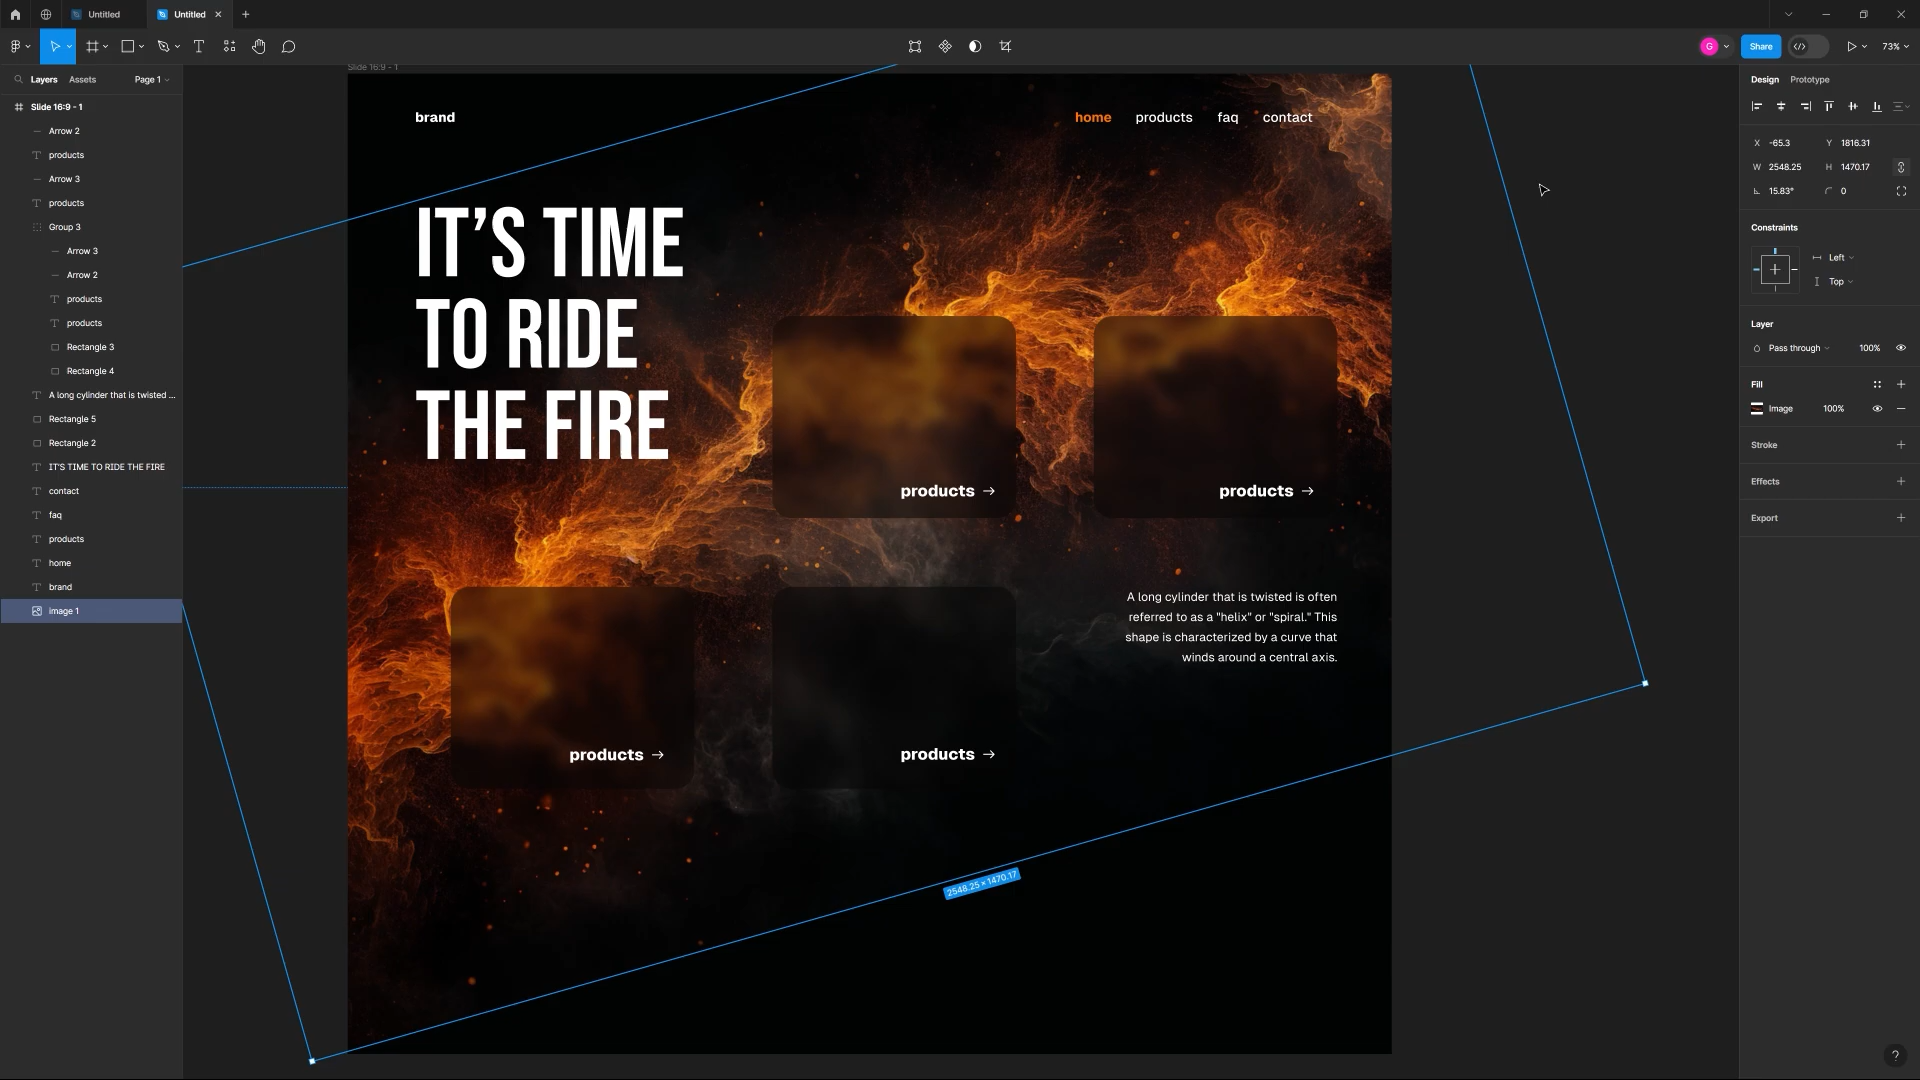 Untitled
Untitled
G
Share
73%
Layers
Assets
Page 1
Slide 16:9 - 1
Arrow 2
products
Arrow 3
products
Group 3
Arrow 3
Arrow 2
products
products
Rectangle 3
Rectangle 4
A long cylinder that is twisted ...
Rectangle 5
Rectangle 2
IT'S TIME TO RIDE THE FIRE
contact
faq
products
home
brand
image 1
Slide 16:9 - 1
brand
home products faq contact
IT’S TIME
TO RIDE
THE FIRE
products →
products →
products →
products →
A long cylinder that is twisted is often
referred to as a "helix" or "spiral." This
shape is characterized by a curve that
winds around a central axis.
2548.25 × 1470.17
Design
Prototype
X -65.3 Y 1816.31
W 2548.25 H 1470.17
15.83° 0
Constraints
Left
Top
Layer
Pass through 100%
Fill
Image 100%
Stroke
Effects
Export
?